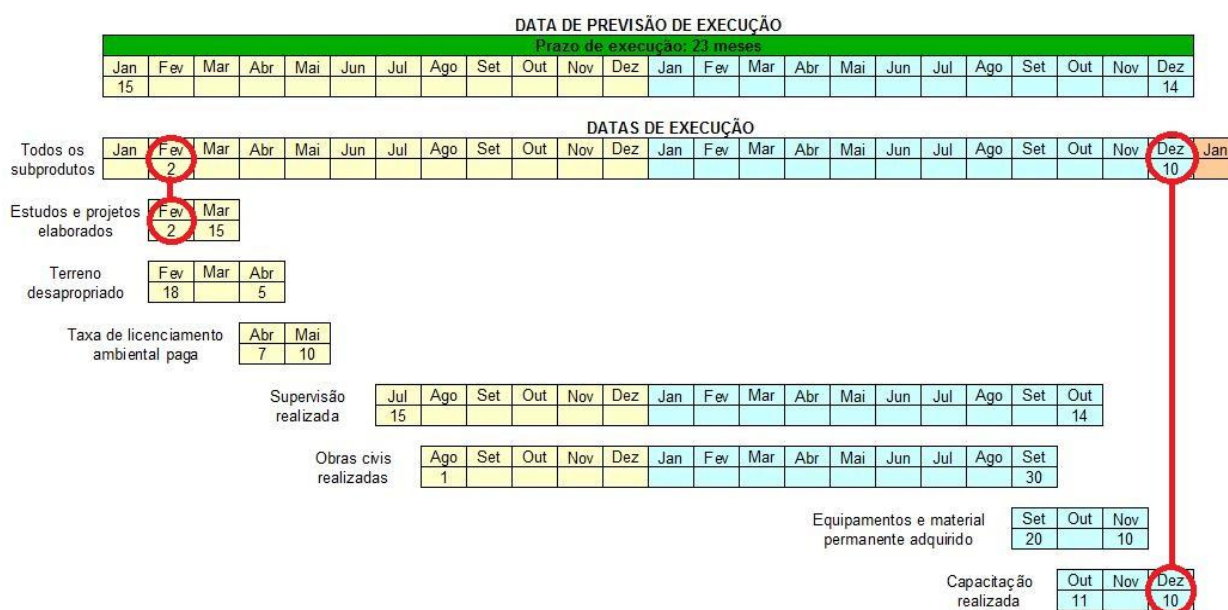 DATA DE PREVISÃO DE EXECUÇÃO
Prazo de execução: 23 meses
Jan Fev Mar Abr Mai Jun Jul Ago Set Out Nov Dez Jan Fev Mar Abr Mai Jun Jul Ago Set Out Nov Dez
15 14
DATAS DE EXECUÇÃO
Todos os subprodutos
Jan Fev Mar Abr Mai Jun Jul Ago Set Out Nov Dez Jan Fev Mar Abr Mai Jun Jul Ago Set Out Nov Dez Jan
2 10
Estudos e projetos
elaborados
Fev Mar
2 15
Terreno
desapropriado
Fev Mar Abr
18 5
Taxa de licenciamento
ambiental paga
Abr Mai
7 10
Supervisão
realizada
Jul Ago Set Out Nov Dez Jan Fev Mar Abr Mai Jun Jul Ago Set Out
15 14
Obras civis
realizadas
Ago Set Out Nov Dez Jan Fev Mar Abr Mai Jun Jul Ago Set
1 30
Equipamentos e material
permanente adquirido
Set Out Nov
20 10
Capacitação
realizada
Out Nov Dez
11 10